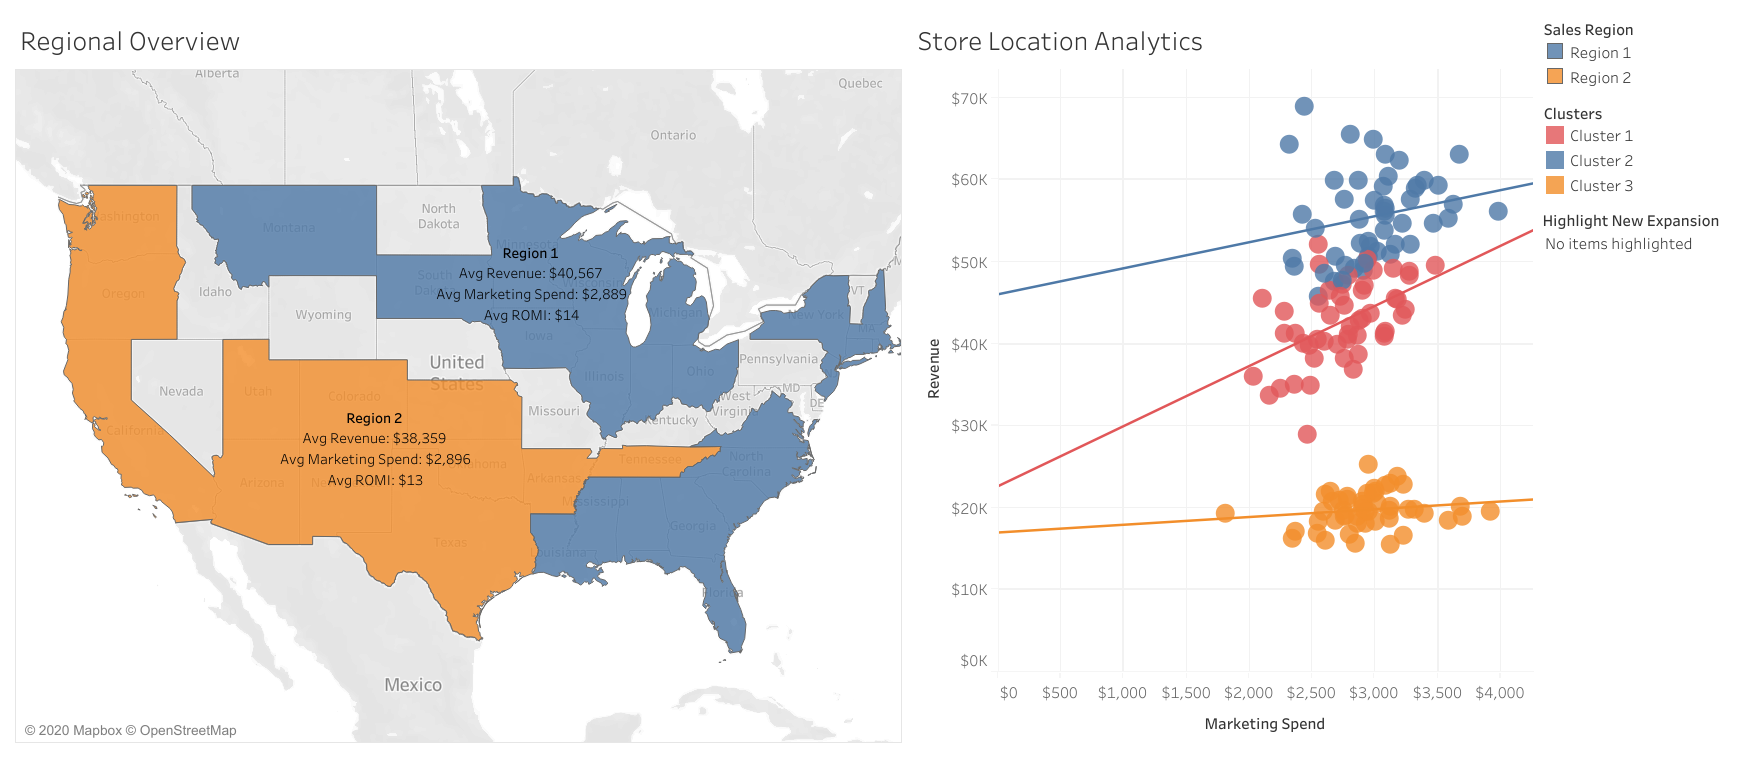 Regional Overview
Alberta
Quebec
Ontario
Washington
Montana
North
Dakota
Minnesota
Region 1
Avg Revenue: $40,567
South
Dakota
Wisconsin
Avg Marketing Spend: $2,889
Avg ROMI: $14
Oregon
Idaho
Wyoming
Michigan
New York
VT
Iowa
United
States
Pennsylvania
Nevada
Utah
Colorado
Illinois
Ohio
MD
DE
West
Virginia
Missouri
Kentucky
California
Region 2
Avg Revenue: $38,359
Avg Marketing Spend: $2,896
Avg ROMI: $13
Arizona
Oklahoma
Arkansas
Tennessee
North
Carolina
Mississippi
Georgia
Texas
Louisiana
Florida
Mexico
© 2020 Mapbox © OpenStreetMap
Store Location Analytics
$70K
$60K
$50K
$40K
$30K
$20K
$10K
$0K
Revenue
$0
$500
$1,000
$1,500
$2,000
$2,500
$3,000
$3,500
$4,000
Marketing Spend
Sales Region
Region 1
Region 2
Clusters
Cluster 1
Cluster 2
Cluster 3
Highlight New Expansion
No items highlighted